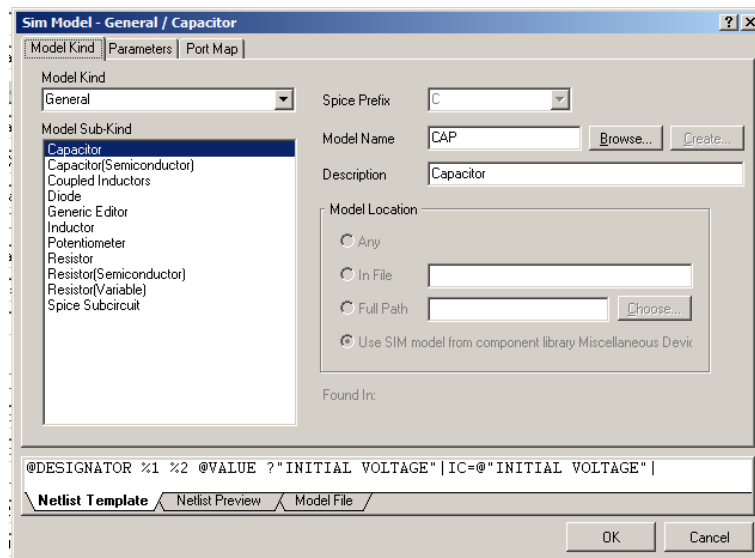 Sim Model - General / Capacitor
Model Kind Parameters Port Map
Model Kind
General
Model Sub-Kind
Capacitor
Capacitor(Semiconductor)
Coupled Inductors
Diode
Generic Editor
Inductor
Potentiometer
Resistor
Resistor(Semiconductor)
Resistor(Variable)
Spice Subcircuit
Spice Prefix C
Model Name CAP Browse... Create...
Description Capacitor
Model Location
Any
In File
Full Path Choose...
Use SIM model from component library Miscellaneous Devic
Found In:
@DESIGNATOR %1 %2 @VALUE ?"INITIAL VOLTAGE"|IC=@"INITIAL VOLTAGE"|
Netlist Template Netlist Preview Model File
OK Cancel